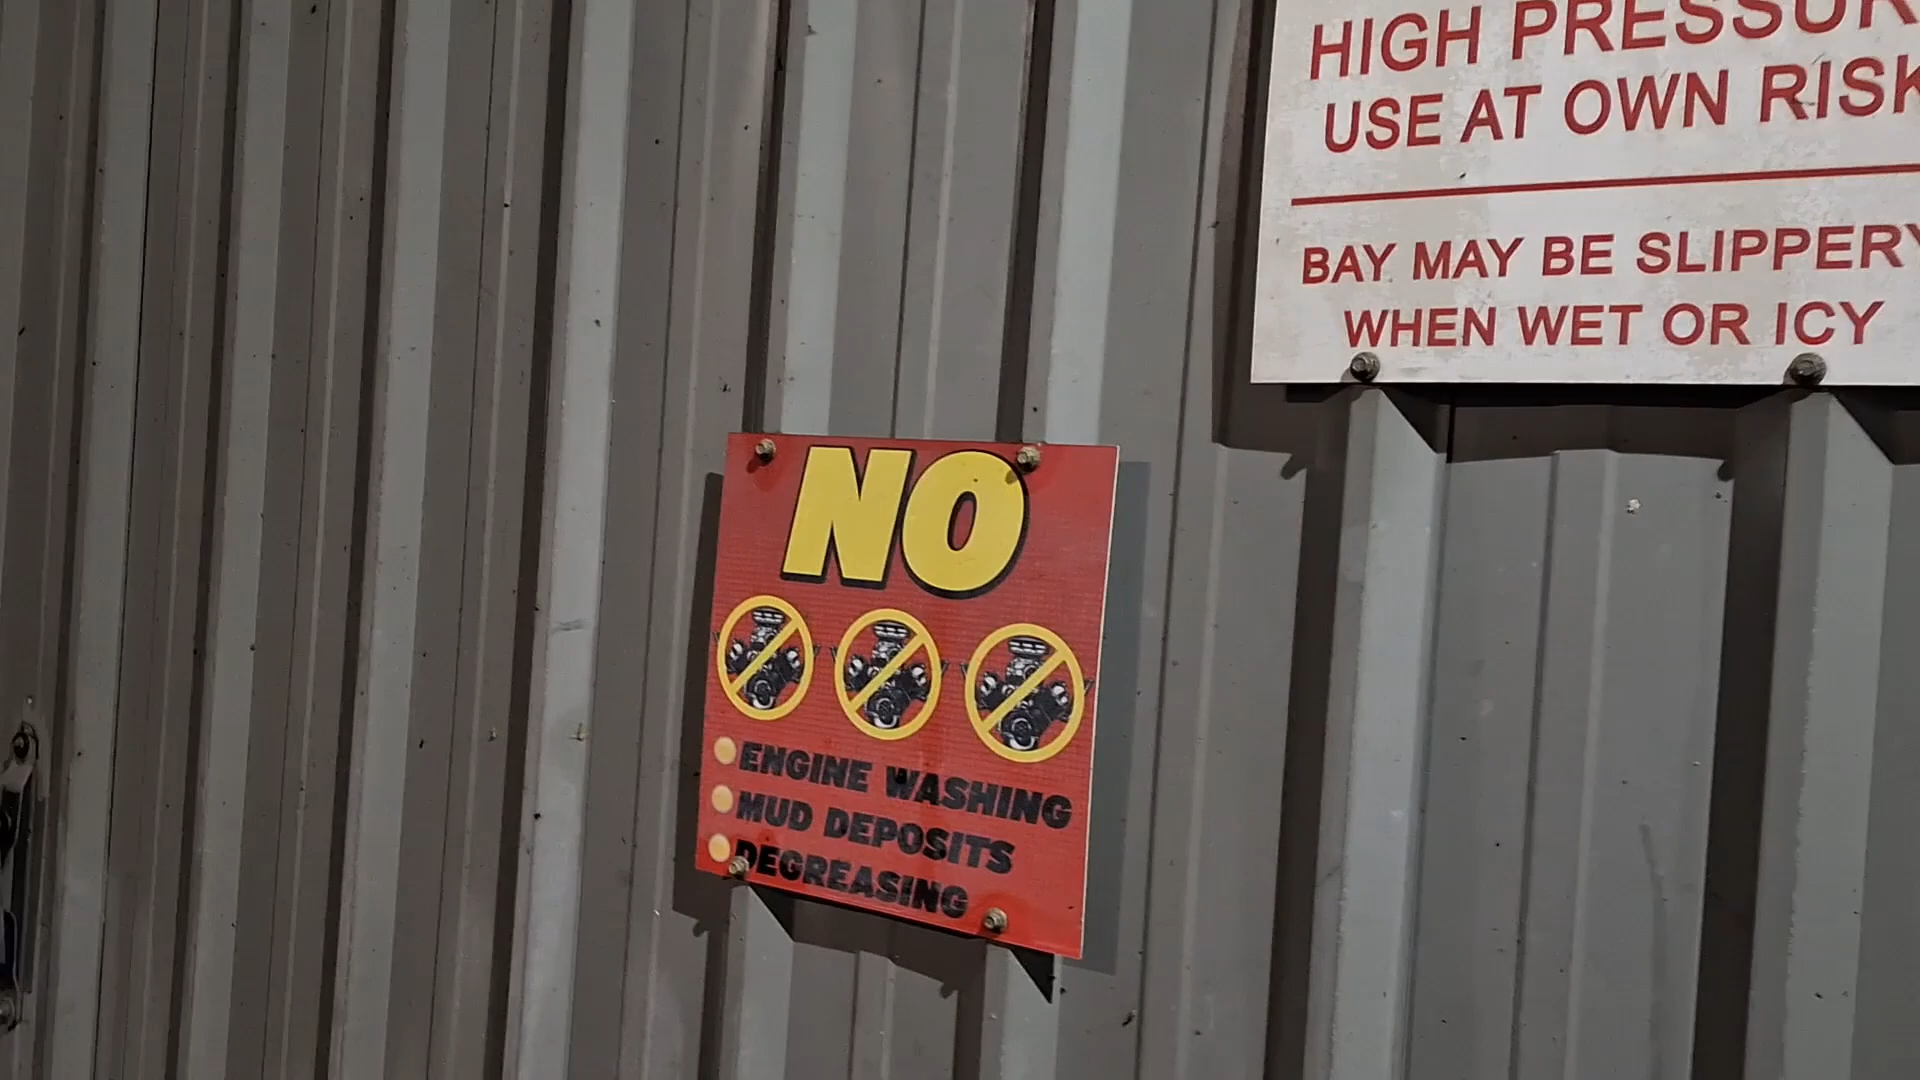 HIGH PRESSUR
USE AT OWN RISK
BAY MAY BE SLIPPERY
WHEN WET OR ICY
NO
ENGINE WASHING
MUD DEPOSITS
DEGREASING